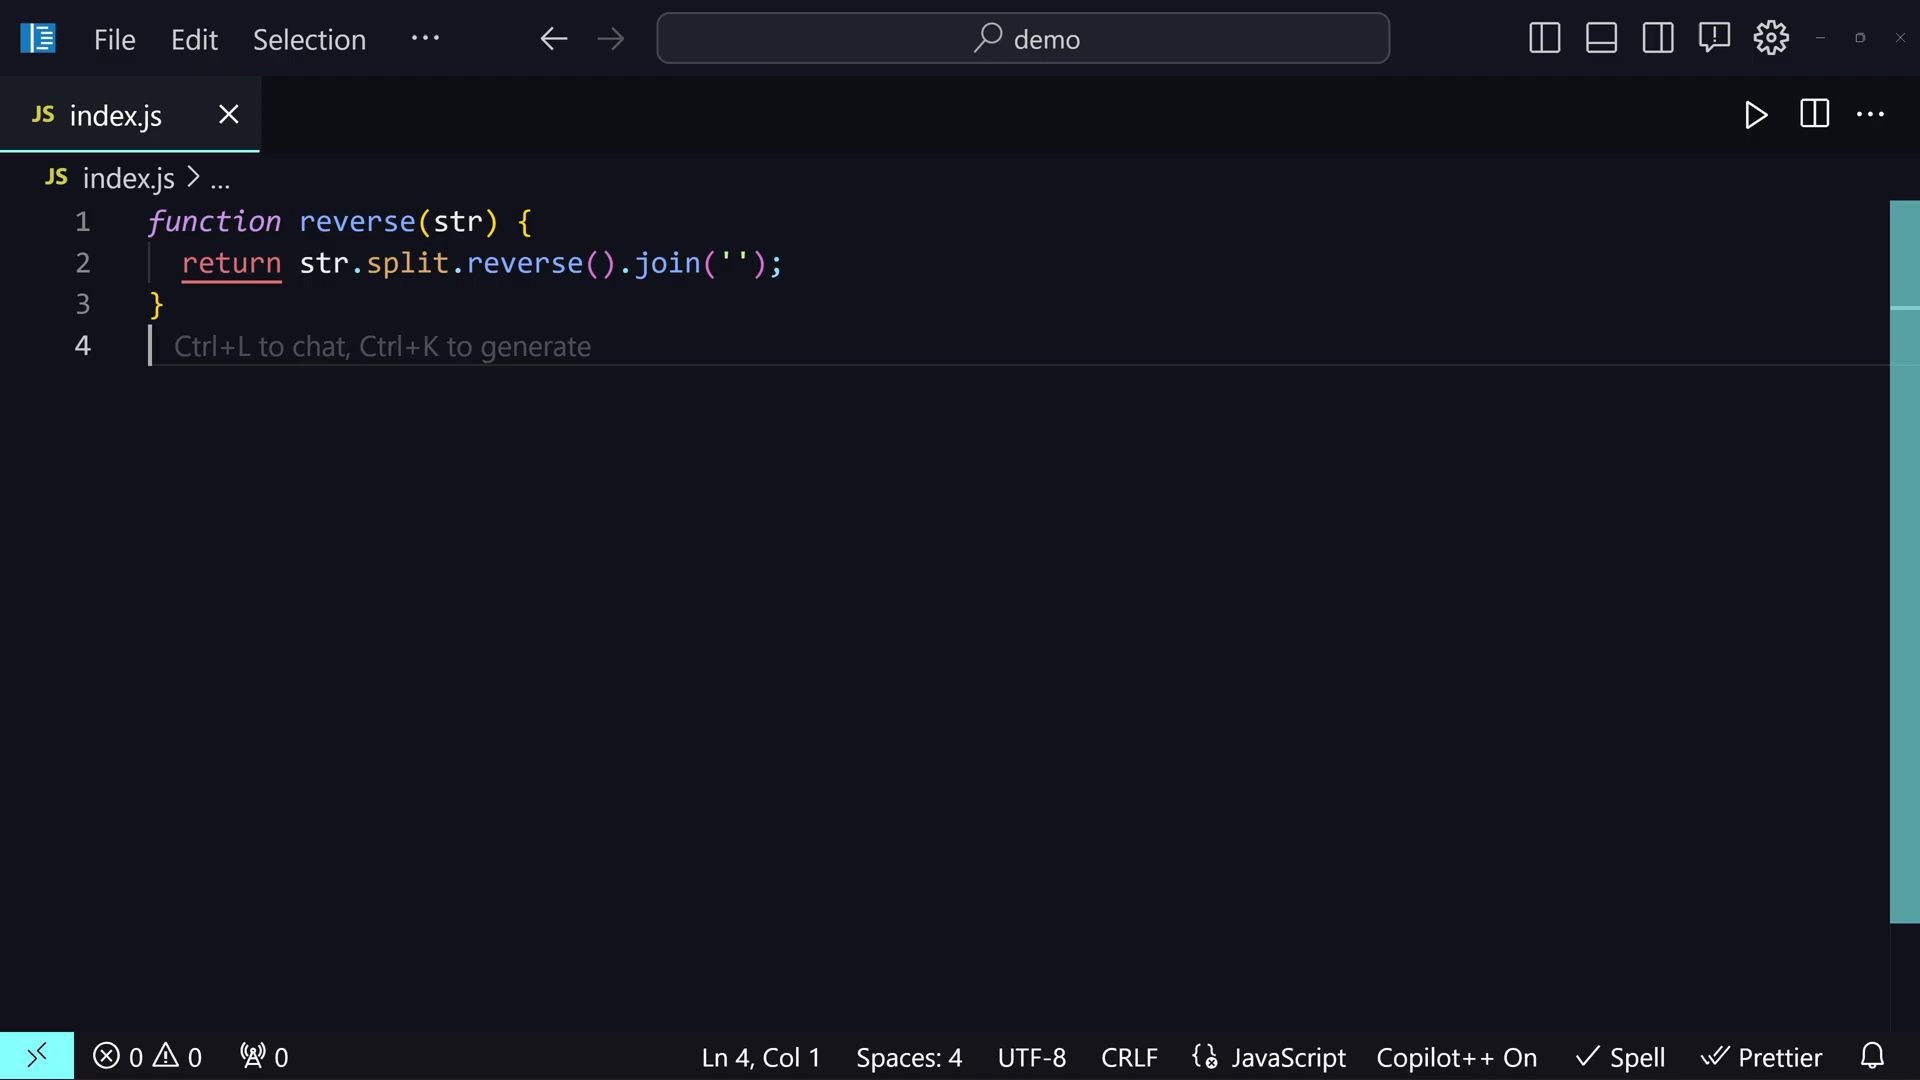 File Edit Selection ··· demo
JS index.js
JS index.js > ...
1 function reverse(str) {
2 return str.split.reverse().join('');
3 }
4 Ctrl+L to chat, Ctrl+K to generate
0 0 0 Ln 4, Col 1 Spaces: 4 UTF-8 CRLF JavaScript Copilot++ On Spell Prettier